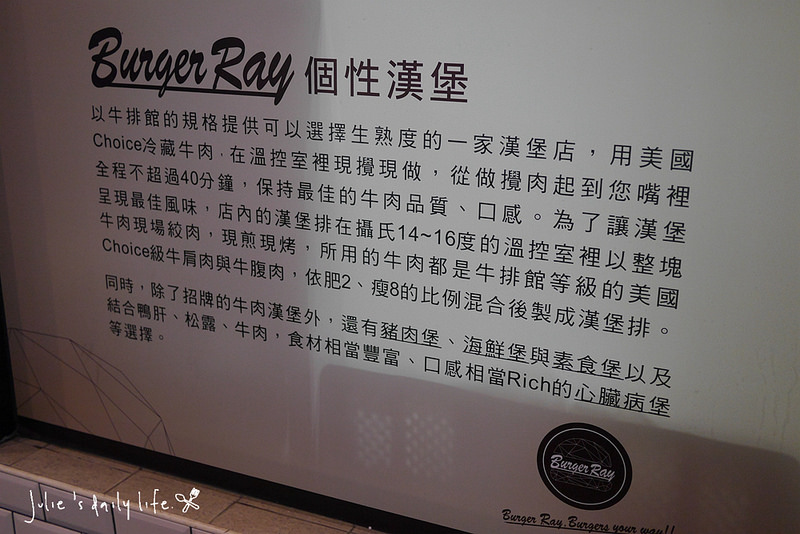 Burger Ray 個性漢堡
以牛排館的規格提供可以選擇生熟度的一家漢堡店，用美國
Choice冷藏牛肉，在溫控室裡現攪現做，從做攪肉起到您嘴裡
全程不超過40分鐘，保持最佳的牛肉品質、口感。為了讓漢堡
呈現最佳風味，店內的漢堡排在攝氏14~16度的溫控室裡以整塊
牛肉現場絞肉，現煎現烤，所用的牛肉都是牛排館等級的美國
Choice級牛肩肉與牛腹肉，依肥2、瘦8的比例混合後製成漢堡排。
同時，除了招牌的牛肉漢堡外，還有豬肉堡、海鮮堡與素食堡以及
結合鴨肝、松露、牛肉，食材相當豐富、口感相當Rich的心臟病堡
等選擇。
Burger Ray
Burger Ray,Burgers your way!!
Julie's daily life.